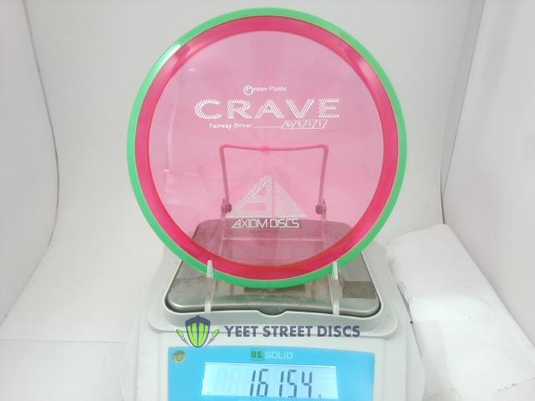 Proton Plastic
CRAVE
Fairway Driver
AXIOM DISCS
YEET STREET DISCS
US SOLID
161.54